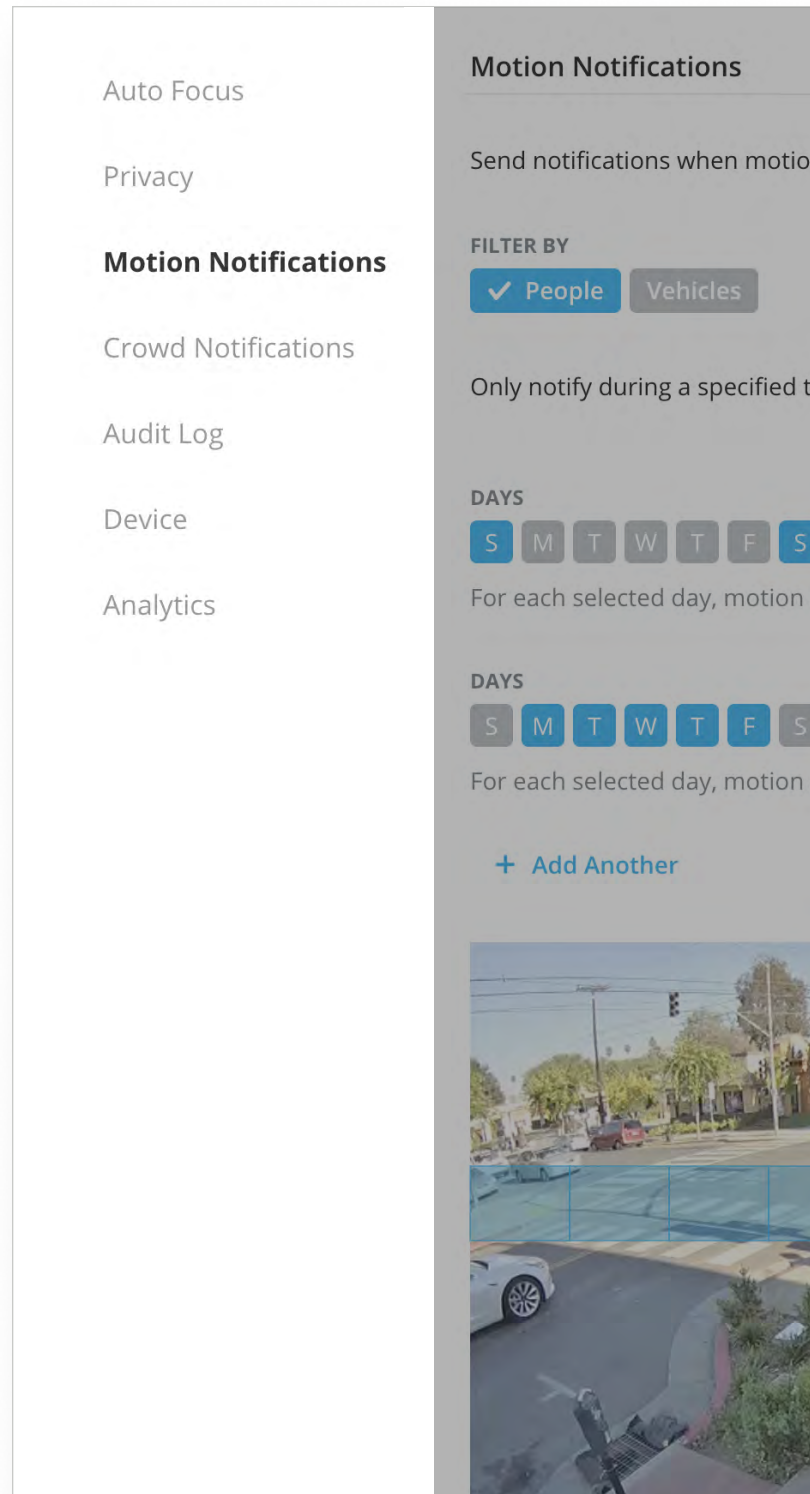 Auto Focus
Privacy
Motion Notifications
Crowd Notifications
Audit Log
Device
Analytics
Motion Notifications
Send notifications when motio
FILTER BY
People Vehicles
Only notify during a specified t
DAYS
S M T W T F S
For each selected day, motion
DAYS
S M T W T F S
For each selected day, motion
+ Add Another